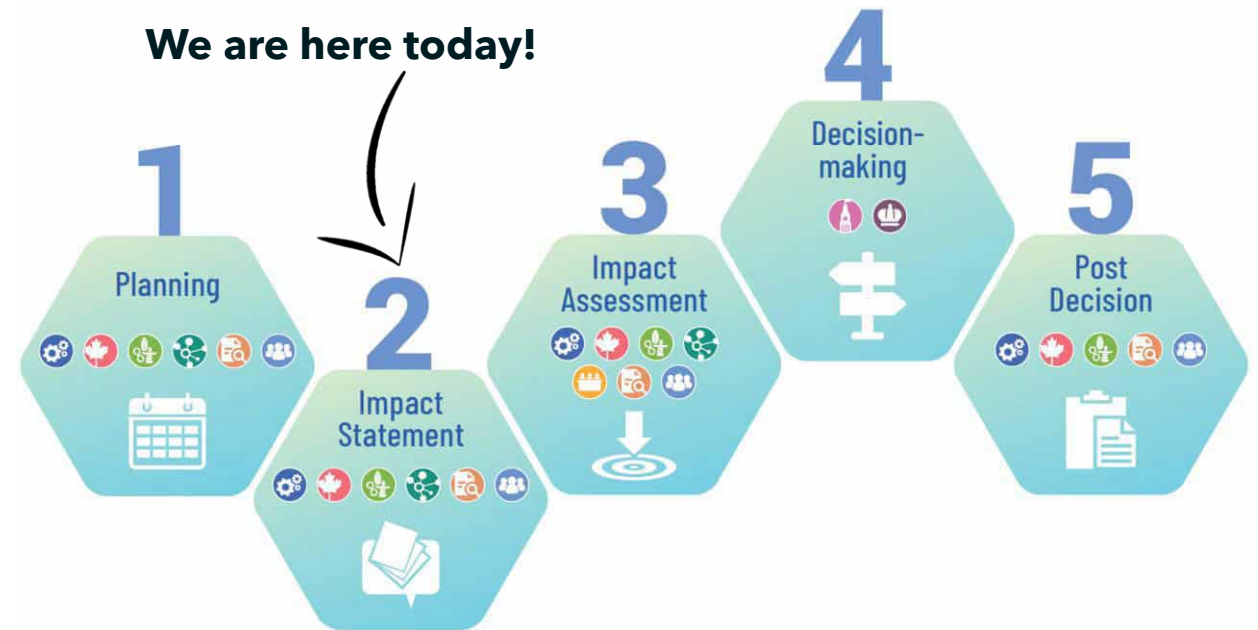 We are here today!
1
Planning
2
Impact
Statement
3
Impact
Assessment
4
Decision-
making
5
Post
Decision